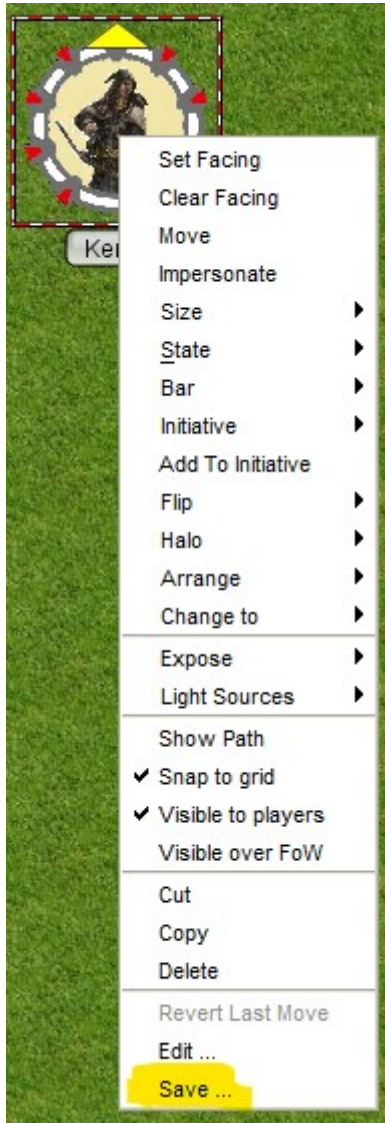 Set Facing
Clear Facing
Move
Impersonate
Size
State
Bar
Initiative
Add To Initiative
Flip
Halo
Arrange
Change to
Expose
Light Sources
Show Path
Snap to grid
Visible to players
Visible over FoW
Cut
Copy
Delete
Revert Last Move
Edit ...
Save ...